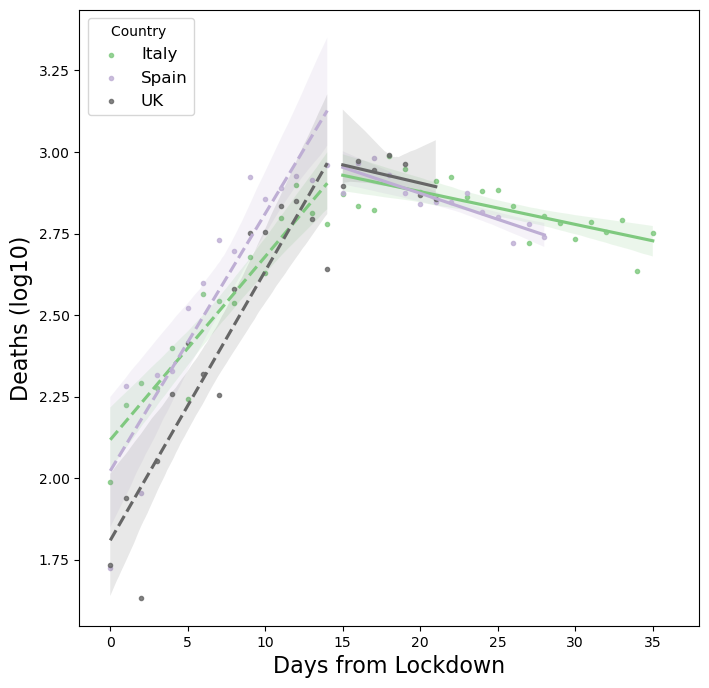 Country
Italy
Spain
UK
Deaths (log10)
3.25
3.00
2.75
2.50
2.25
2.00
1.75
0 5 10 15 20 25 30 35
Days from Lockdown